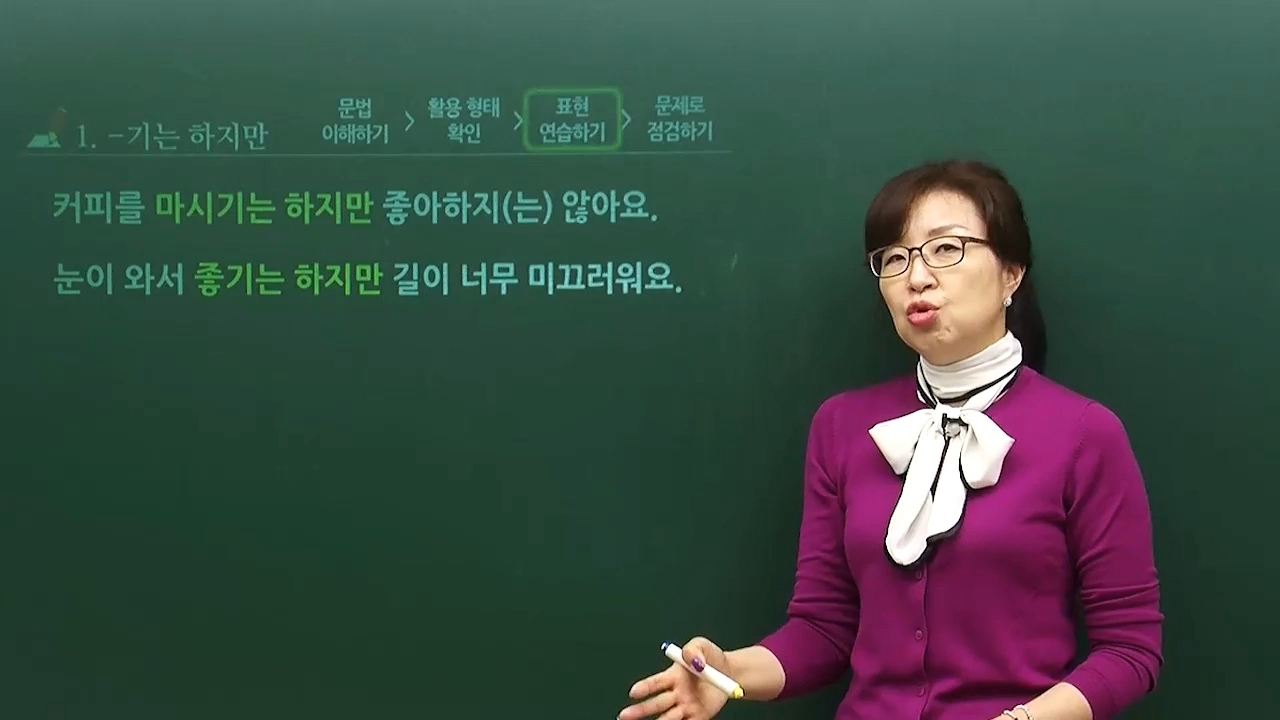 1. -기는 하지만
문법 이해하기 > 활용 형태 확인 > 표현 연습하기 > 문제로 점검하기
커피를 마시기는 하지만 좋아하지(는) 않아요.
눈이 와서 좋기는 하지만 길이 너무 미끄러워요.